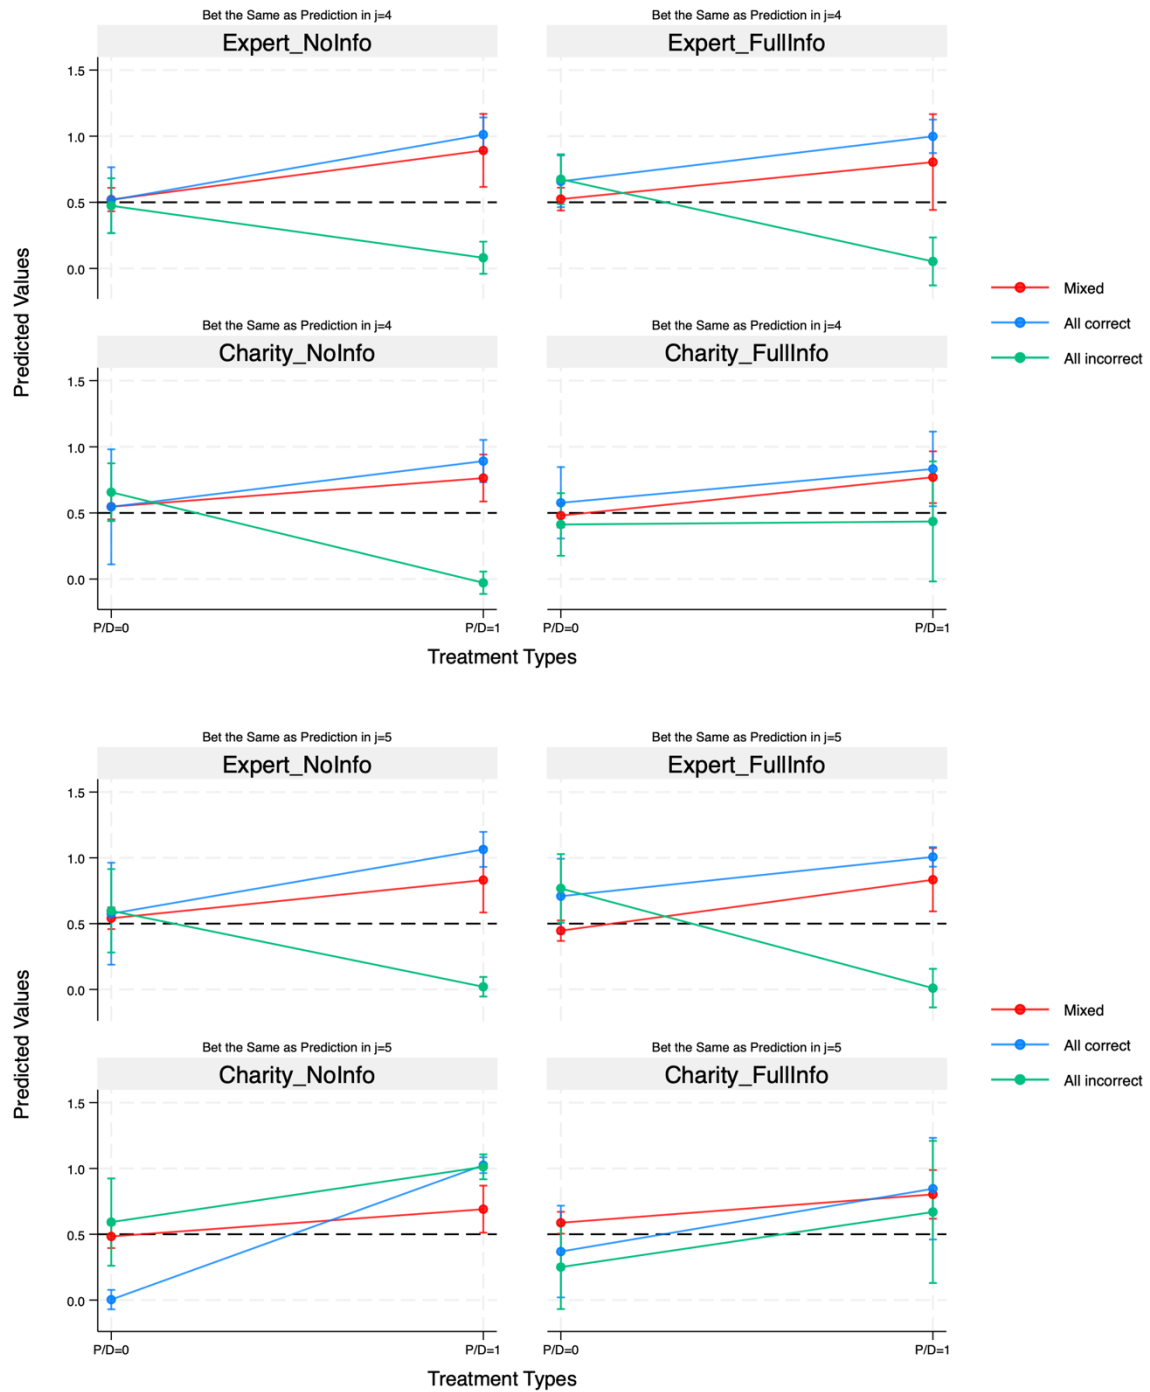 Bet the Same as Prediction in j=4
Expert_NoInfo
Bet the Same as Prediction in j=4
Expert_FullInfo
1.5
1.0
0.5
0.0
Bet the Same as Prediction in j=4
Charity_NoInfo
Bet the Same as Prediction in j=4
Charity_FullInfo
1.5
1.0
0.5
0.0
P/D=0
P/D=1
P/D=0
P/D=1
Predicted Values
Treatment Types
Mixed
All correct
All incorrect
Bet the Same as Prediction in j=5
Expert_NoInfo
Bet the Same as Prediction in j=5
Expert_FullInfo
1.5
1.0
0.5
0.0
Bet the Same as Prediction in j=5
Charity_NoInfo
Bet the Same as Prediction in j=5
Charity_FullInfo
1.5
1.0
0.5
0.0
P/D=0
P/D=1
P/D=0
P/D=1
Predicted Values
Treatment Types
Mixed
All correct
All incorrect